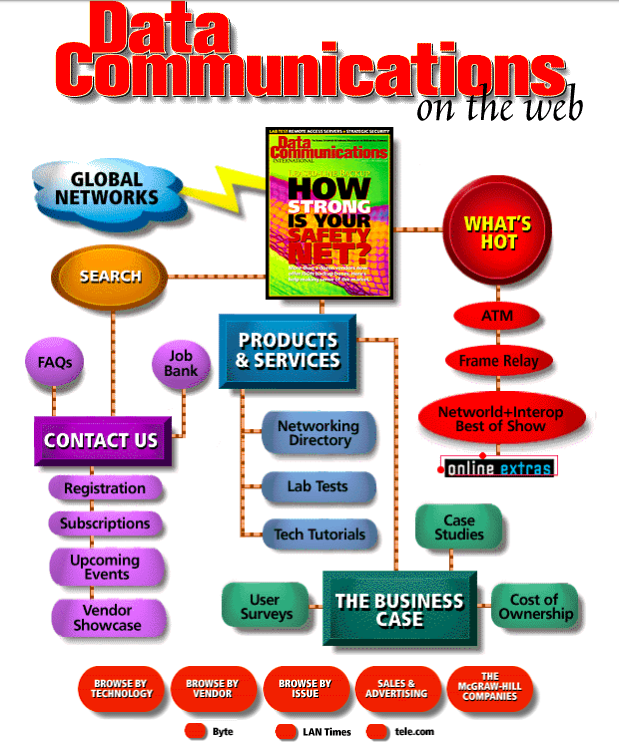 Data
Communications
on the web
LAB TEST: REMOTE ACCESS SERVERS • STRATEGIC SECURITY
Data
Communications
INTERNATIONAL
HOW
STRONG
IS YOUR
SAFETY
NET?
GLOBAL
NETWORKS
WHAT'S
HOT
SEARCH
ATM
PRODUCTS
& SERVICES
FAQs
Job
Bank
Frame Relay
Networld+Interop
Best of Show
CONTACT US
Networking
Directory
online extras
Registration
Lab Tests
Subscriptions
Tech Tutorials
Case
Studies
Upcoming
Events
User
Surveys
THE BUSINESS
CASE
Cost of
Ownership
Vendor
Showcase
BROWSE BY
TECHNOLOGY
BROWSE BY
VENDOR
BROWSE BY
ISSUE
SALES &
ADVERTISING
THE
McGRAW-HILL
COMPANIES
Byte
LAN Times
tele.com